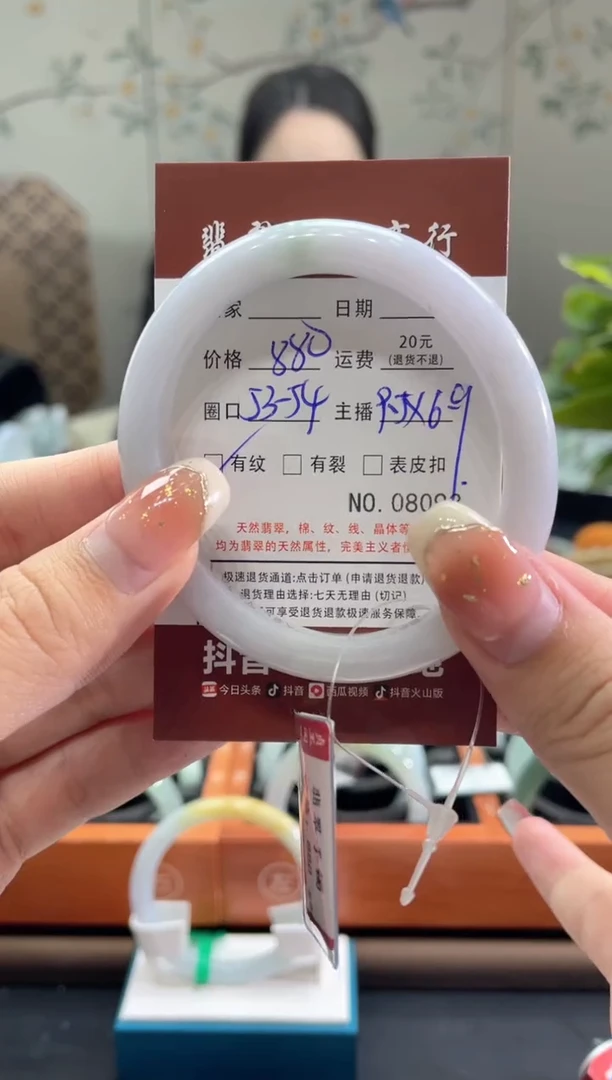 翡翠 行
家 日期
价格 880 运费 20元 (退货不退)
圈口 53-54 主播
有纹 有裂 表皮扣
NO. 0809
天然翡翠，棉、纹、线、晶体等
均为翡翠的天然属性，完美主义者
极速退货通道:点击订单 (申请退货退款)
退货理由选择:七天无理由 (切记)
可享受退货退款极速服务保障
抖音
今日头条 抖音 西瓜视频 抖音火山版